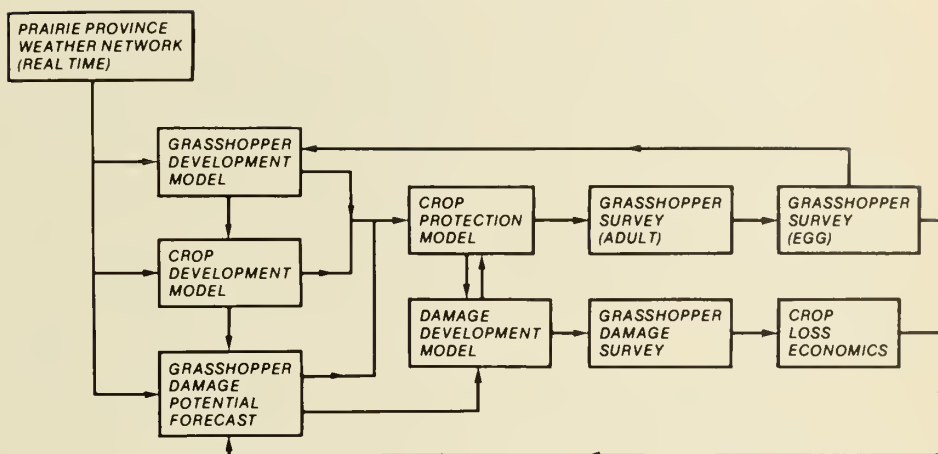 PRAIRIE PROVINCE
WEATHER NETWORK
(REAL TIME)
GRASSHOPPER
DEVELOPMENT
MODEL
CROP
DEVELOPMENT
MODEL
GRASSHOPPER
DAMAGE
POTENTIAL
FORECAST
CROP
PROTECTION
MODEL
DAMAGE
DEVELOPMENT
MODEL
GRASSHOPPER
SURVEY
(ADULT)
GRASSHOPPER
DAMAGE
SURVEY
GRASSHOPPER
SURVEY
(EGG)
CROP
LOSS
ECONOMICS